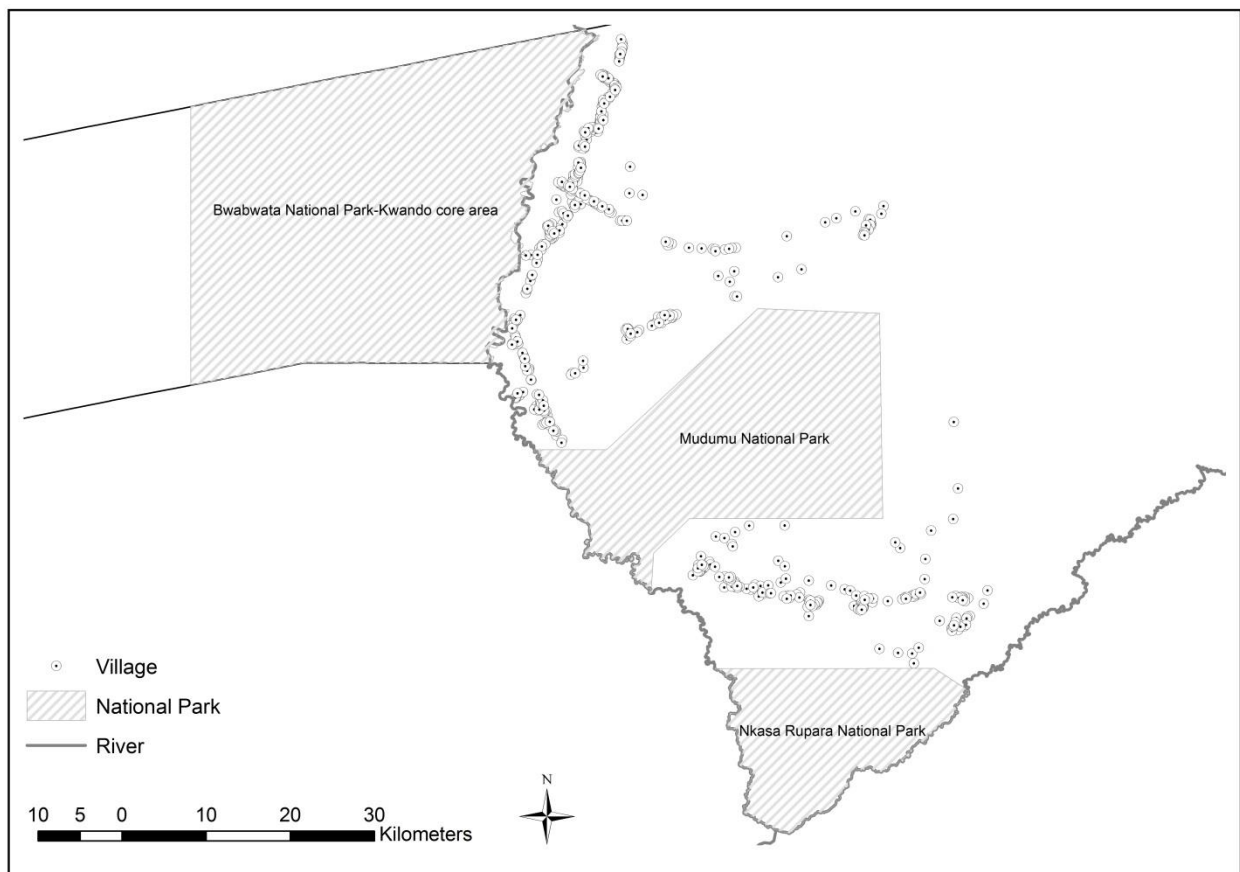 Bwabwata National Park-Kwando core area
Mudumu National Park
Nkasa Rupara National Park
Village
National Park
River
N
10 5 0 10 20 30
Kilometers